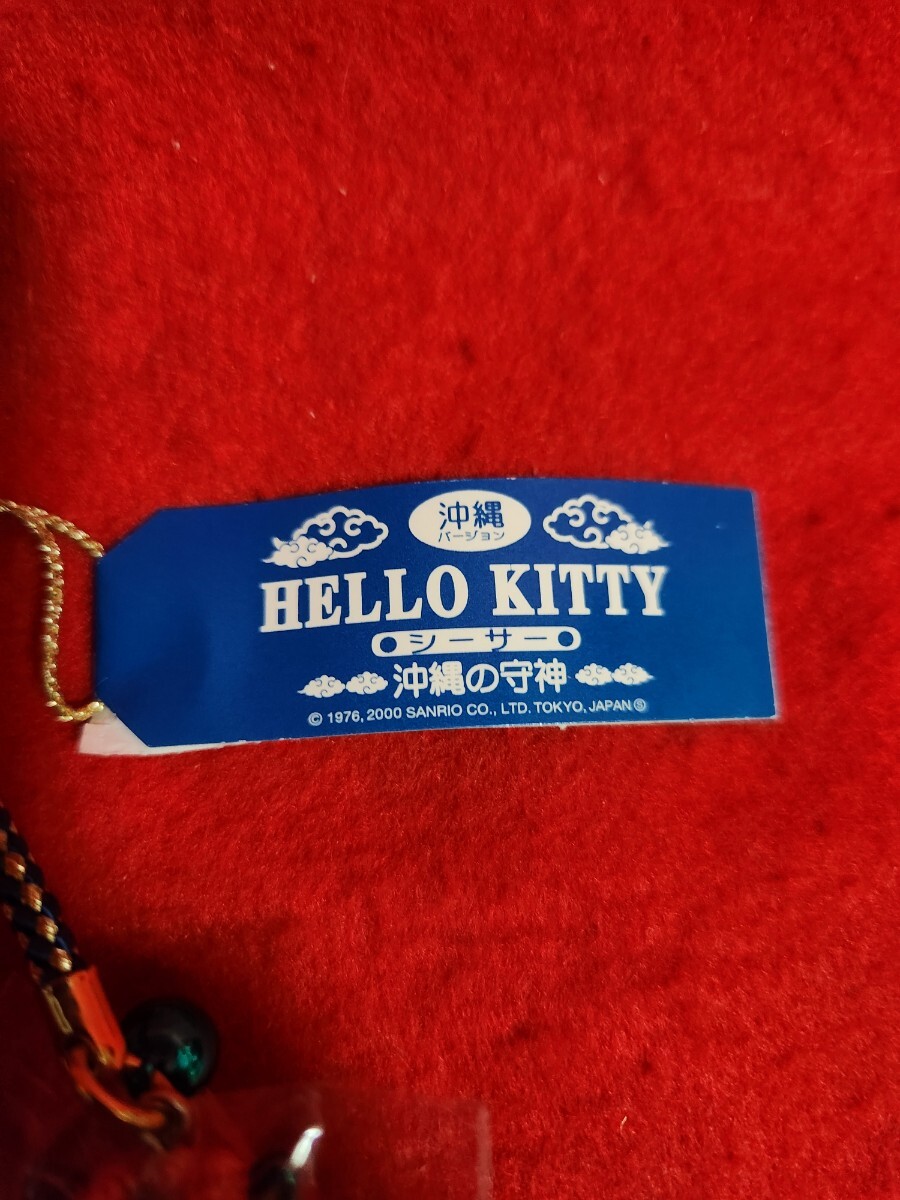 沖縄
バージョン
HELLO KITTY
シーサー
沖縄の守神
© 1976, 2000 SANRIO CO., LTD. TOKYO, JAPAN Ⓢ